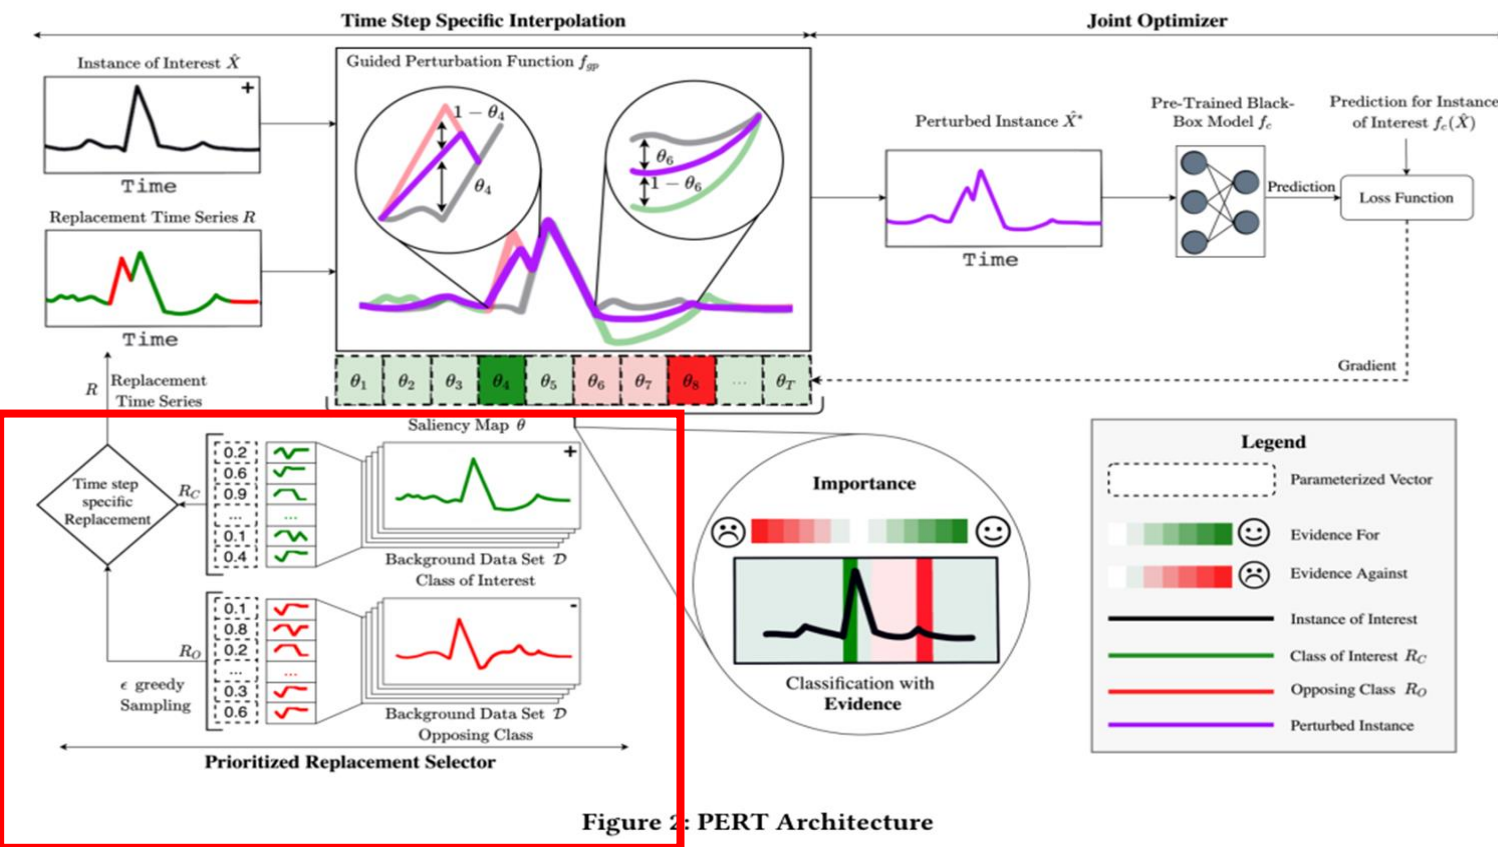 Time Step Specific Interpolation
Joint Optimizer
Instance of Interest X̂
+
Time
Replacement Time Series R
Time
R
Replacement
Time Series
Guided Perturbation Function f_gp
1 − θ₄
θ₄
θ₆
1 − θ₆
θ₁ θ₂ θ₃ θ₄ θ₅ θ₆ θ₇ θ₈ ... θ_T
Saliency Map θ
Perturbed Instance X̂*
Time
Pre-Trained Black-
Box Model f_c
Prediction
Prediction for Instance
of Interest f_c(X̂)
Loss Function
Gradient
Time step
specific
Replacement
R_C
0.2
0.6
0.9
...
0.1
0.4
...
+
Background Data Set 𝒟
Class of Interest
R_O
0.1
0.8
0.2
...
0.3
0.6
...
-
Background Data Set 𝒟
Opposing Class
ϵ greedy
Sampling
Prioritized Replacement Selector
Importance
Classification with
Evidence
Legend
Parameterized Vector
Evidence For
Evidence Against
Instance of Interest
Class of Interest R_C
Opposing Class R_O
Perturbed Instance
Figure 2: PERT Architecture